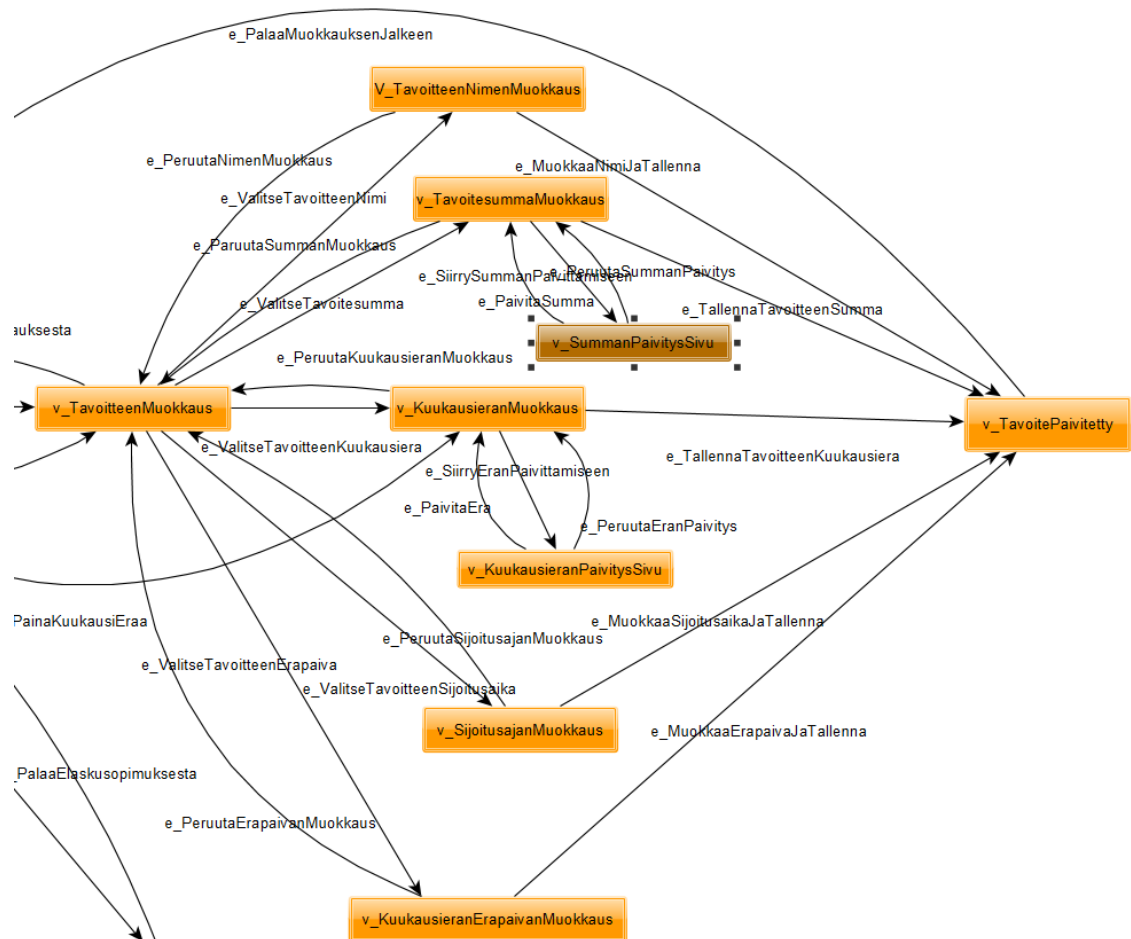 e_PalaaMuokkauksenJalkeen
V_TavoitteenNimenMuokkaus
e_PeruutaNimenMuokkaus
e_MuokkaaNimiJaTallenna
e_ValitseTavoitteenNimi
v_TavoitesummaMuokkaus
e_ParuutaSummanMuokkaus
e_SiirrySummanPaivittamiseen
e_PeruutaSummanPaivitys
e_ValitseTavoitesumma
e_PaivitaSumma
e_TallennaTavoitteenSumma
auksesta
v_SummanPaivitysSivu
e_PeruutaKuukausieranMuokkaus
v_TavoitteenMuokkaus
v_KuukausieranMuokkaus
v_TavoitePaivitetty
e_ValitseTavoitteenKuukausiera
e_TallennaTavoitteenKuukausiera
e_SiirryEranPaivittamiseen
e_PaivitaEra
e_PeruutaEranPaivitys
v_KuukausieranPaivitysSivu
PainaKuukausiEraa
e_MuokkaaSijoitusaikaJaTallenna
e_PeruutaSijoitusajanMuokkaus
e_ValitseTavoitteenErapaiva
e_ValitseTavoitteenSijoitusaika
v_SijoitusajanMuokkaus
e_MuokkaaErapaivaJaTallenna
_PalaaElaskusopimuksesta
e_PeruutaErapaivanMuokkaus
v_KuukausieranErapaivanMuokkaus